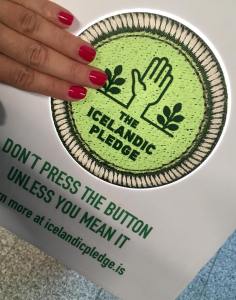 THE
ICELANDIC
PLEDGE
DON'T PRESS THE BUTTON
UNLESS YOU MEAN IT
more at icelandicpledge.is